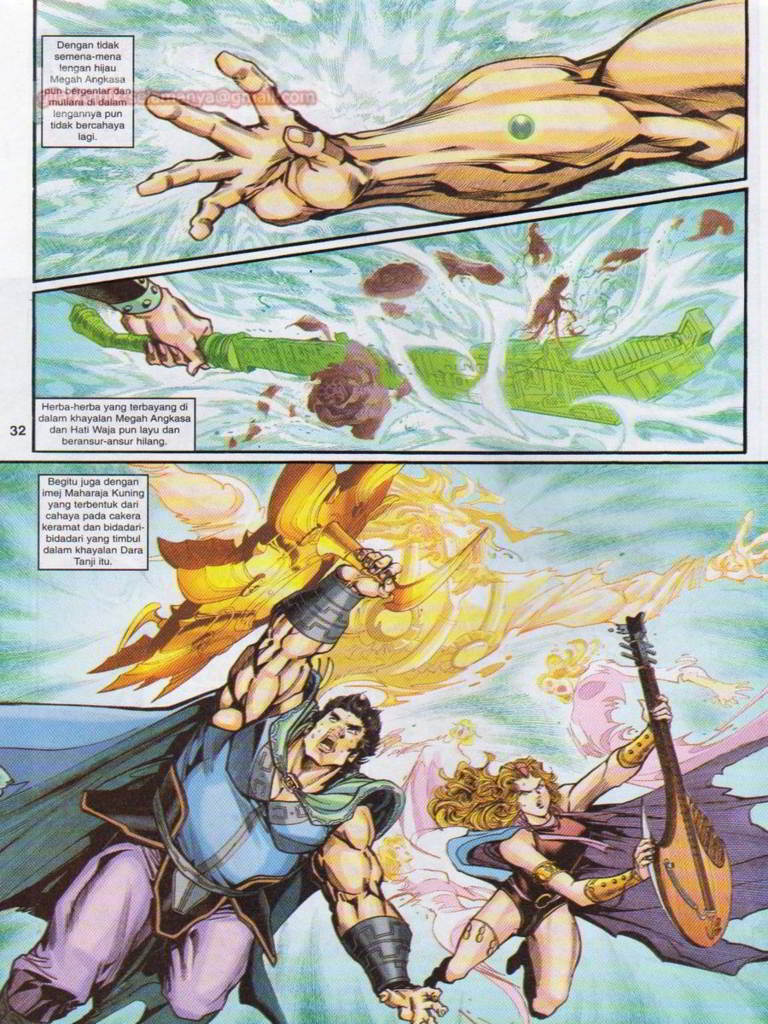 Dengan tidak
semena-mena
lengan hijau
Megah Angkasa
pun bergetar dan
mutiara di dalam
lengannya pun
tidak bercahaya
lagi.
Herba-herba yang terbayang di
dalam khayalan Megah Angkasa
dan Hati Waja pun layu dan
beransur-ansur hilang.
32
Begitu juga dengan
imej Maharaja Kuning
yang terbentuk dari
cahaya pada cakera
keramat dan bidadari-
bidadari yang timbul
dalam khayalan Dara
Tanji itu.